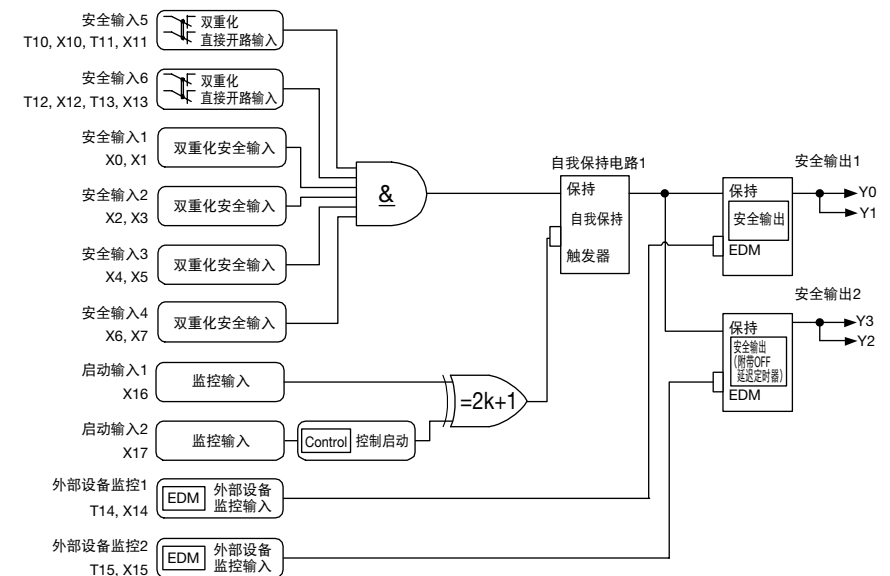 安全输入5
T10, X10, T11, X11
双重化
直接开路输入
安全输入6
T12, X12, T13, X13
双重化
直接开路输入
安全输入1
X0, X1
双重化安全输入
安全输入2
X2, X3
双重化安全输入
安全输入3
X4, X5
双重化安全输入
安全输入4
X6, X7
双重化安全输入
启动输入1
X16
监控输入
启动输入2
X17
监控输入
Control 控制启动
外部设备监控1
T14, X14
EDM 外部设备
监控输入
外部设备监控2
T15, X15
EDM 外部设备
监控输入
&
=2k+1
自我保持电路1
保持
自我保持
触发器
安全输出1
保持
安全输出
EDM
Y0
Y1
安全输出2
保持
安全输出
(附带OFF
延迟定时器)
EDM
Y3
Y2